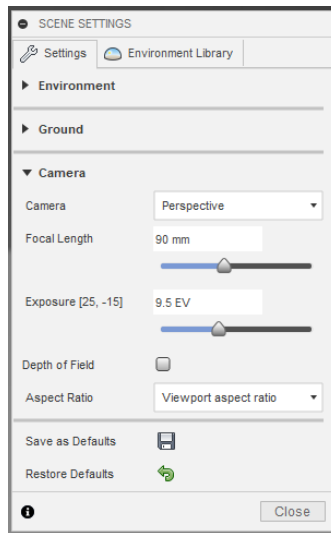 SCENE SETTINGS
Settings Environment Library
Environment
Ground
Camera
Camera Perspective
Focal Length 90 mm
Exposure [25, -15] 9.5 EV
Depth of Field
Aspect Ratio Viewport aspect ratio
Save as Defaults
Restore Defaults
Close